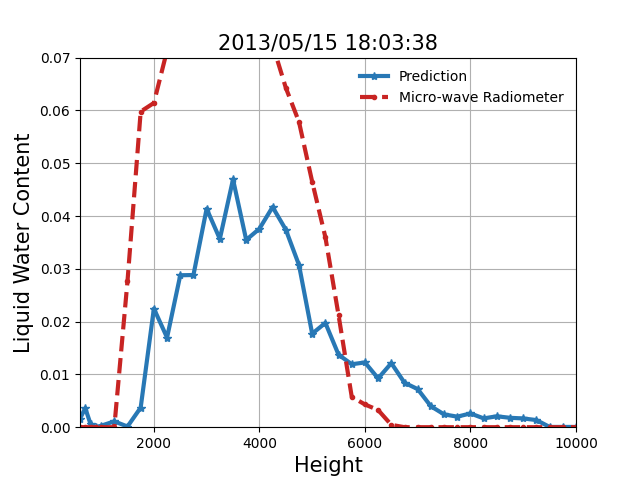 2013/05/15 18:03:38
Prediction
Micro-wave Radiometer
Liquid Water Content
0.07
0.06
0.05
0.04
0.03
0.02
0.01
0.00
2000 4000 6000 8000 10000
Height